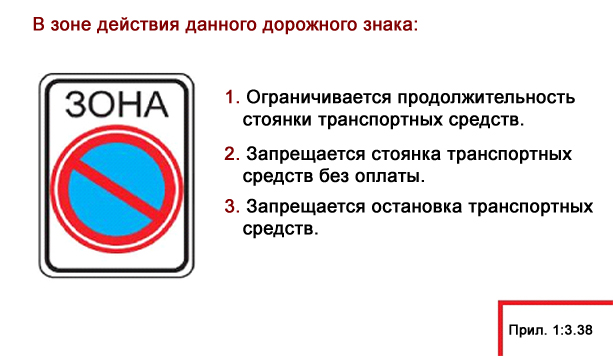 В зоне действия данного дорожного знака:
ЗОНА
1. Ограничивается продолжительность
стоянки транспортных средств.
2. Запрещается стоянка транспортных
средств без оплаты.
3. Запрещается остановка транспортных
средств.
Прил. 1:3.38